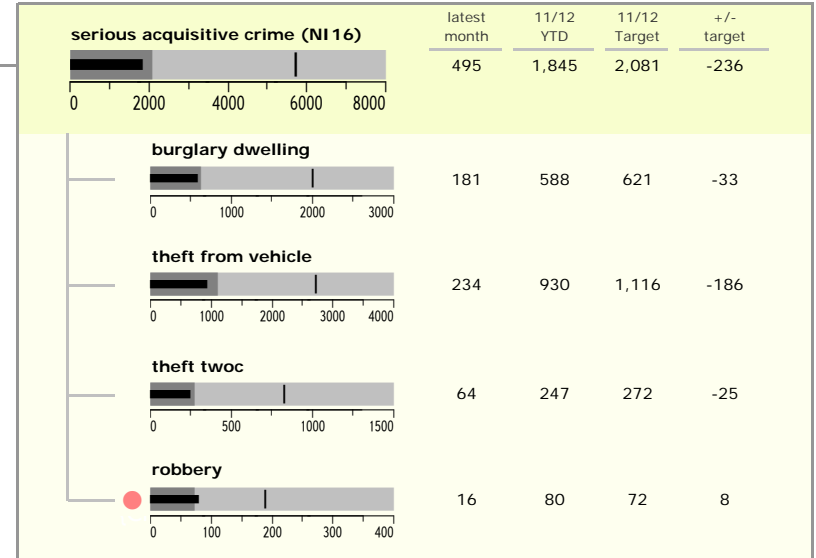 latest 11/12 11/12 +/-
serious acquisitive crime (NI16) month YTD Target target
495 1,845 2,081 -236
0 2000 4000 6000 8000
burglary dwelling
181 588 621 -33
0 1000 2000 3000
theft from vehicle
234 930 1,116 -186
0 1000 2000 3000 4000
theft twoc
64 247 272 -25
0 500 1000 1500
robbery
16 80 72 8
0 100 200 300 400